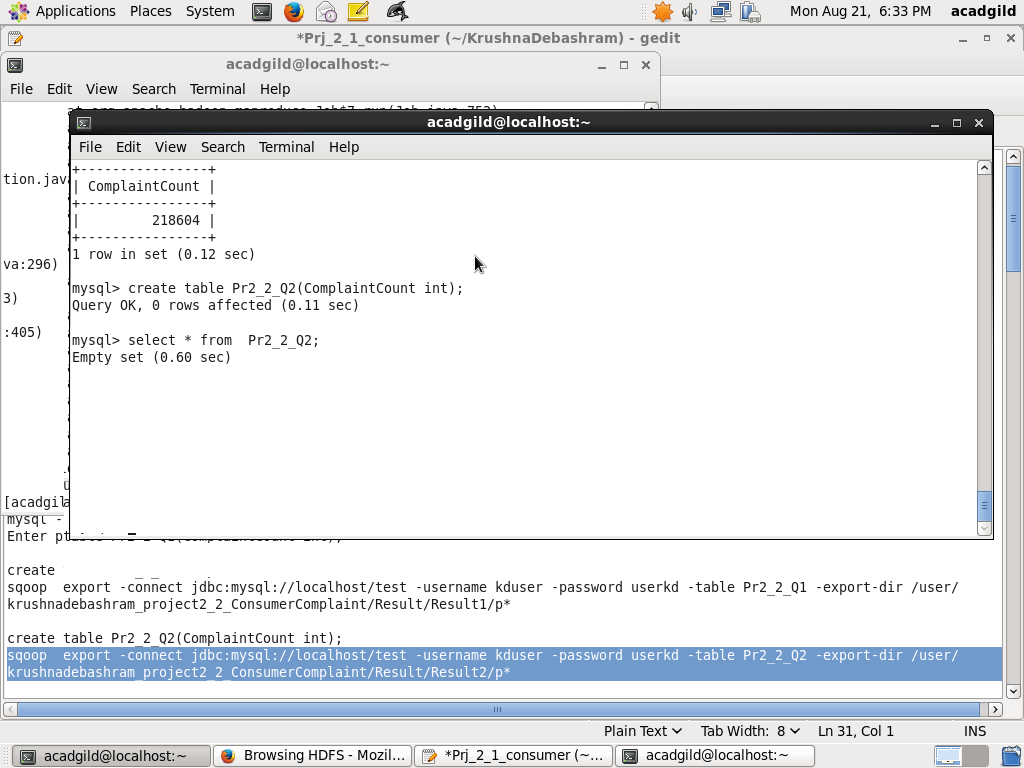 Applications Places System Mon Aug 21, 6:33 PM acadgild
*Prj_2_1_consumer (~/KrushnaDebashram) - gedit
acadgild@localhost:~
File Edit View Search Terminal Help
acadgild@localhost:~
File Edit View Search Terminal Help
+----------------+
| ComplaintCount |
+----------------+
| 218604 |
+----------------+
1 row in set (0.12 sec)
mysql> create table Pr2_2_Q2(ComplaintCount int);
Query OK, 0 rows affected (0.11 sec)
mysql> select * from  Pr2_2_Q2;
Empty set (0.60 sec)
tion.java
va:296)
3)
:405)
[acadgil
mysql -
Enter
create
sqoop  export -connect jdbc:mysql://localhost/test -username kduser -password userkd -table Pr2_2_Q1 -export-dir /user/
krushnadebashram_project2_2_ConsumerComplaint/Result/Result1/p*
create table Pr2_2_Q2(ComplaintCount int);
sqoop  export -connect jdbc:mysql://localhost/test -username kduser -password userkd -table Pr2_2_Q2 -export-dir /user/
krushnadebashram_project2_2_ConsumerComplaint/Result/Result2/p*
Plain Text Tab Width: 8 Ln 31, Col 1 INS
acadgild@localhost:~ Browsing HDFS - Mozil... *Prj_2_1_consumer (~... acadgild@localhost:~